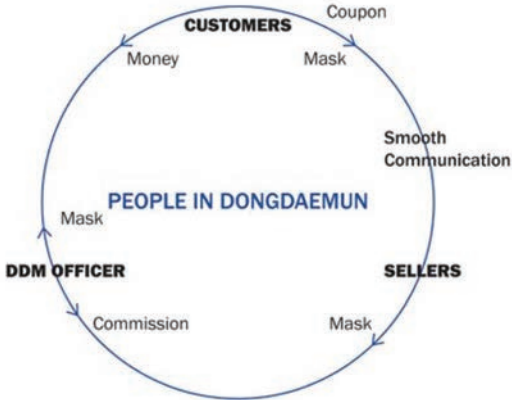 Coupon
CUSTOMERS
Money
Mask
Smooth
Communication
PEOPLE IN DONGDAEMUN
Mask
DDM OFFICER
SELLERS
Commission
Mask